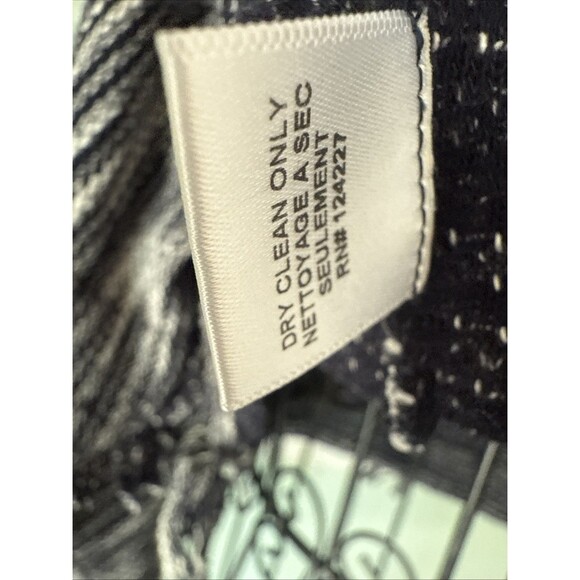 DRY CLEAN ONLY
NETTOYAGE A SEC
SEULEMENT
RN# 124227